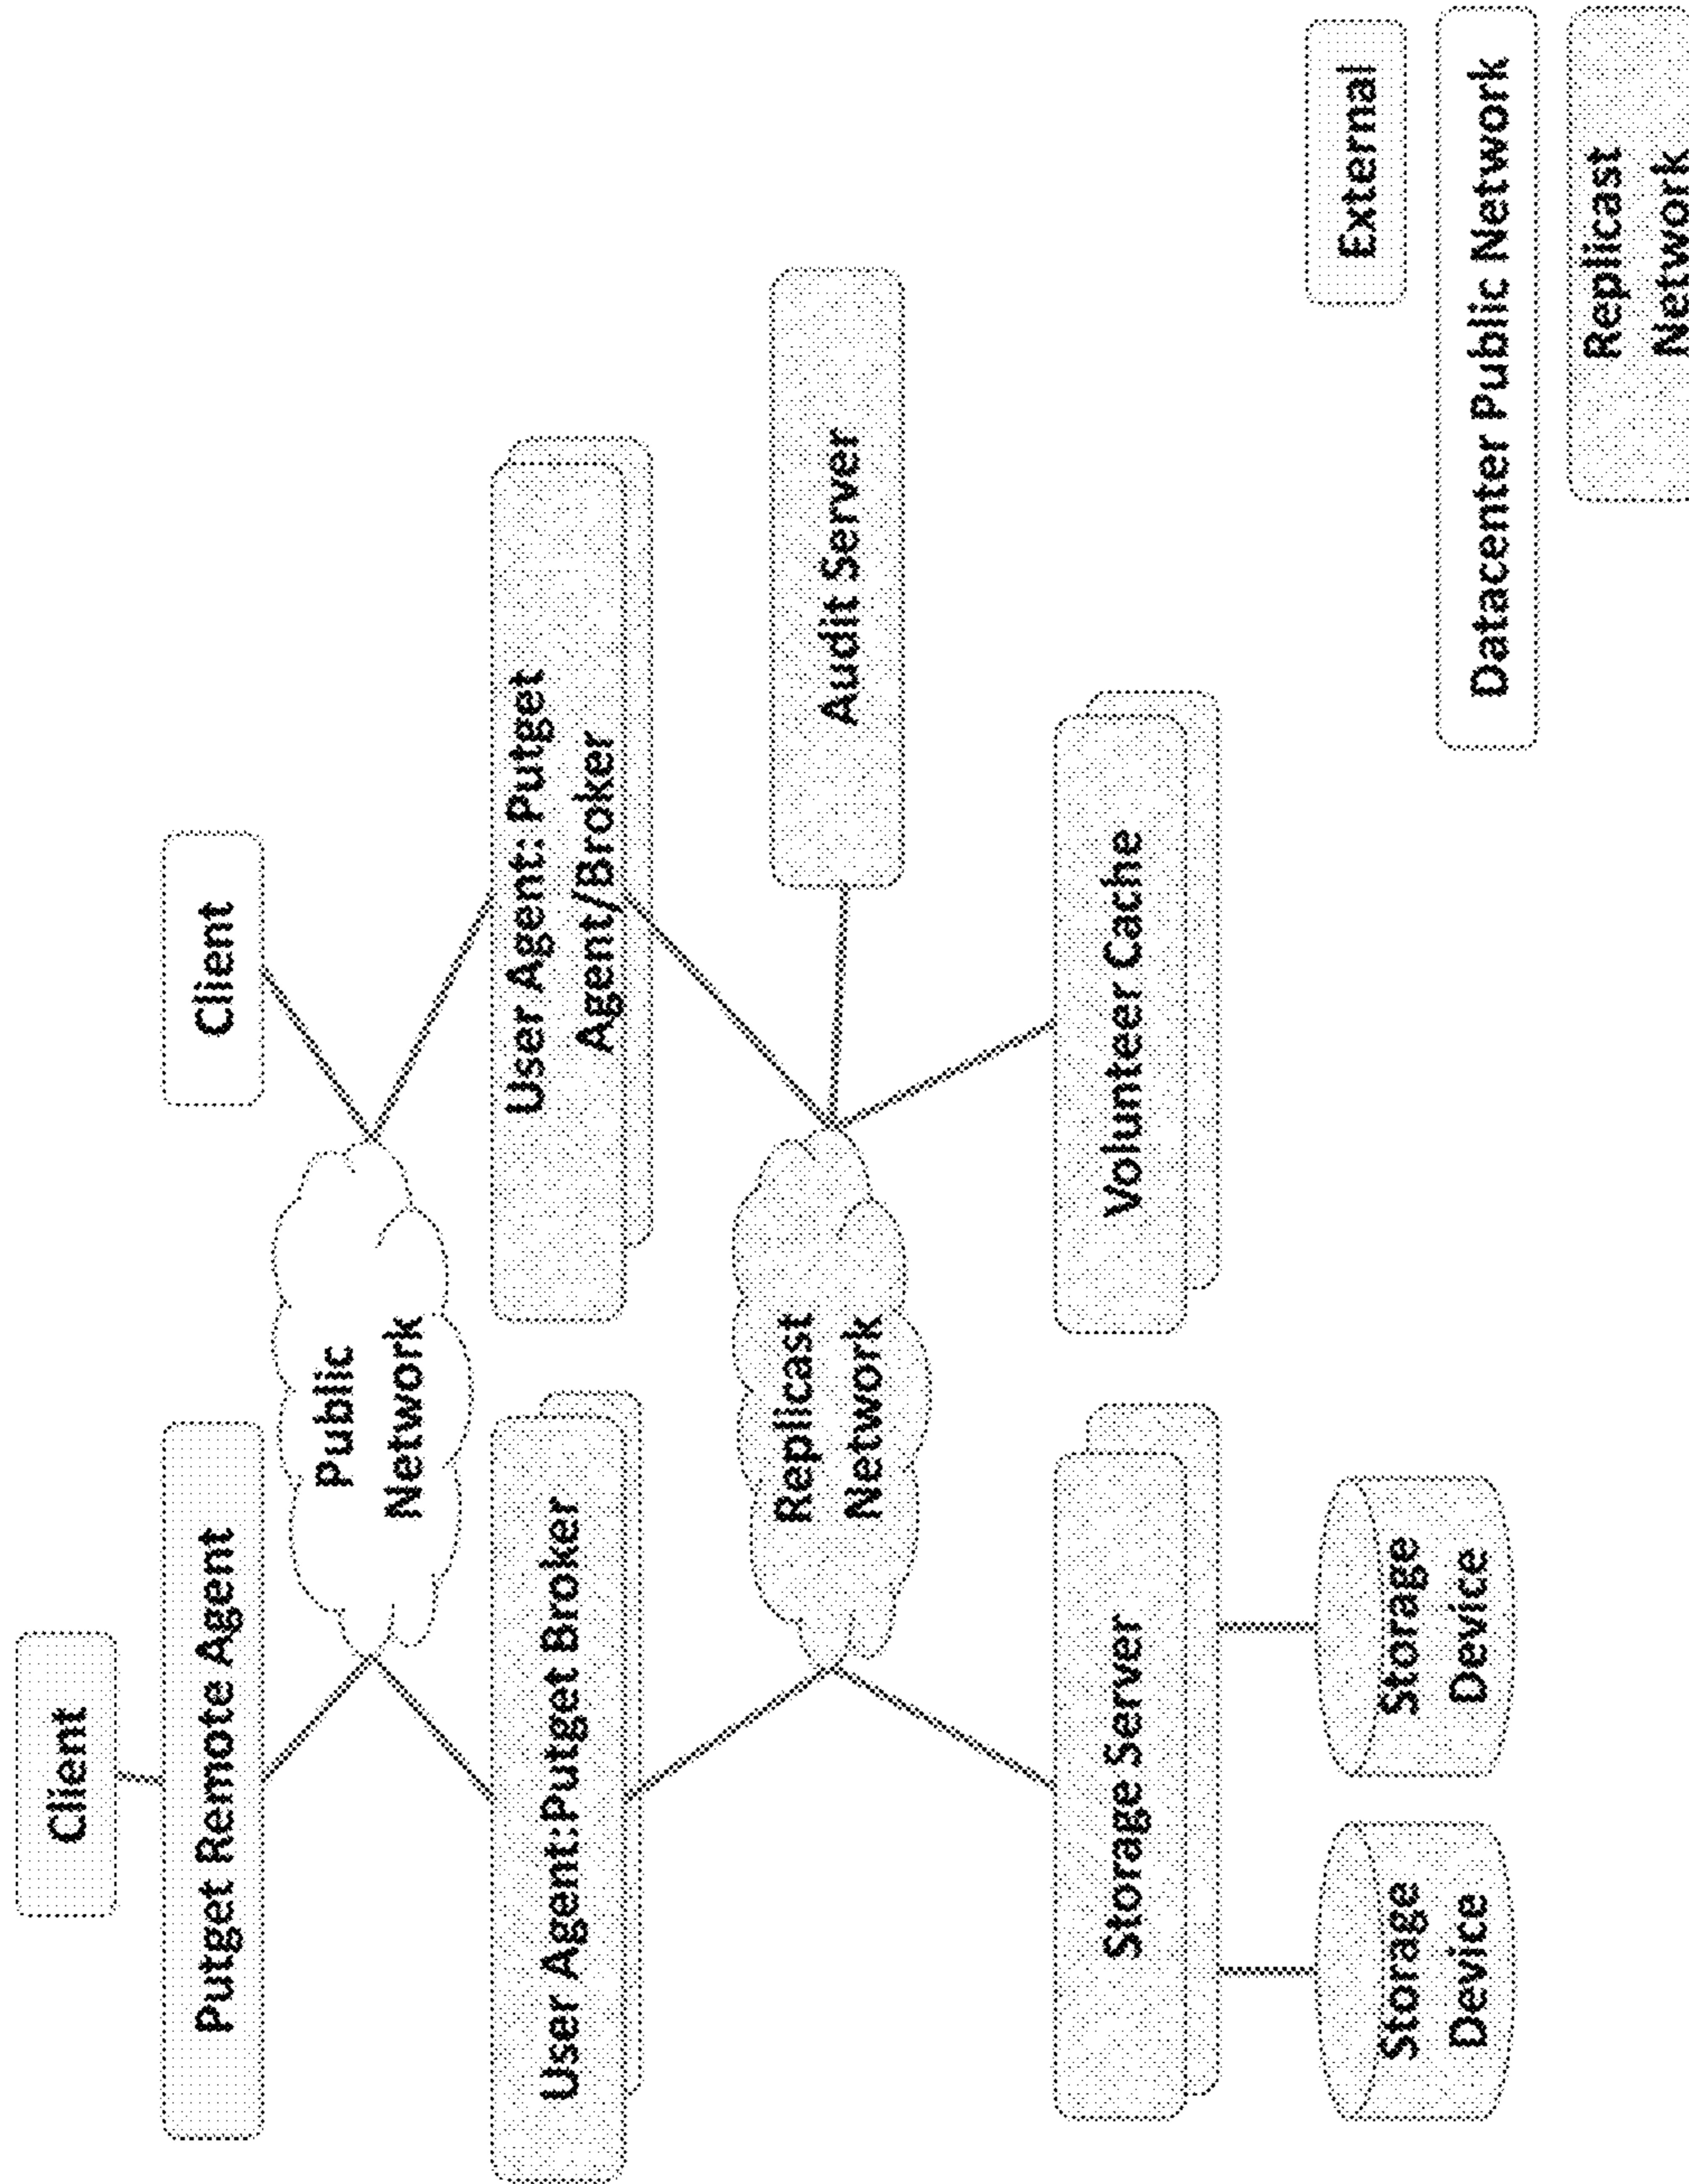 Client
Putget Remote Agent
Client
Public
Network
User Agent:Putget Broker
User Agent: Putget
Agent/Broker
Replicast
Network
Audit Server
Storage Server
Volunteer Cache
Storage
Device
Storage
Device
External
Datacenter Public Network
Replicast
Network